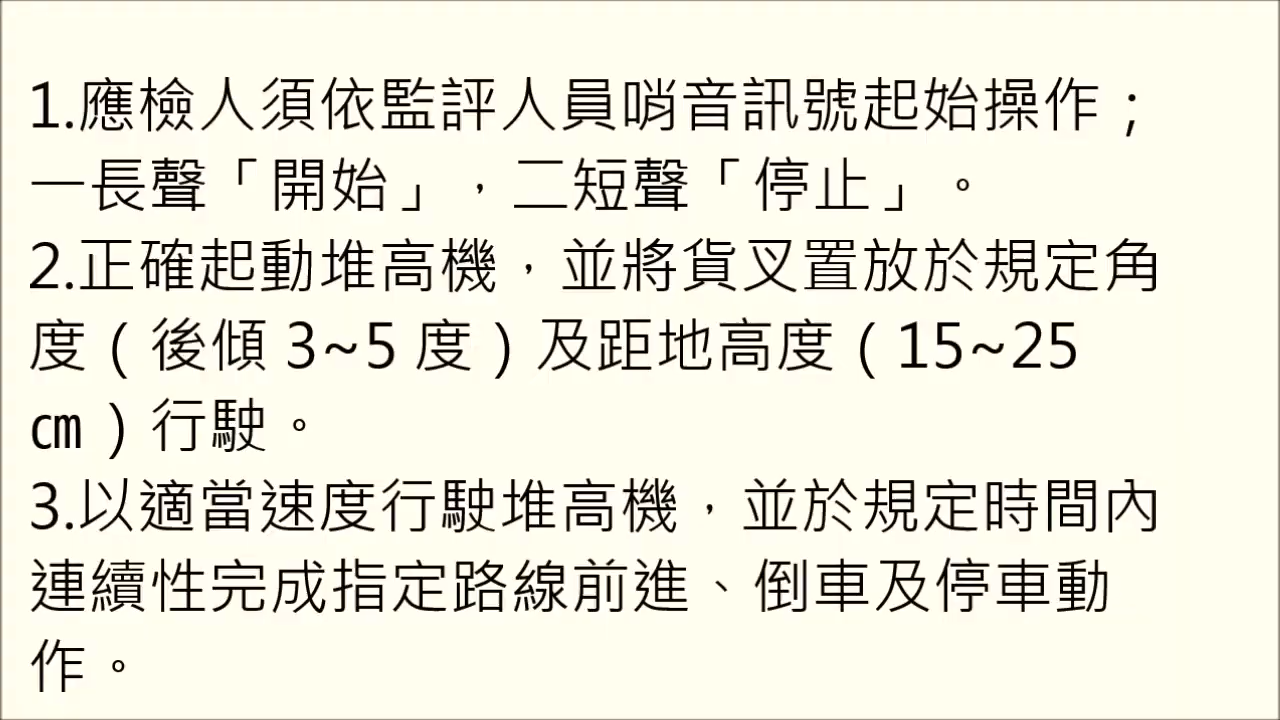 1.應檢人須依監評人員哨音訊號起始操作；
一長聲「開始」，二短聲「停止」。
2.正確起動堆高機，並將貨叉置放於規定角
度（後傾 3~5 度）及距地高度（15~25
㎝）行駛。
3.以適當速度行駛堆高機，並於規定時間內
連續性完成指定路線前進、倒車及停車動
作。